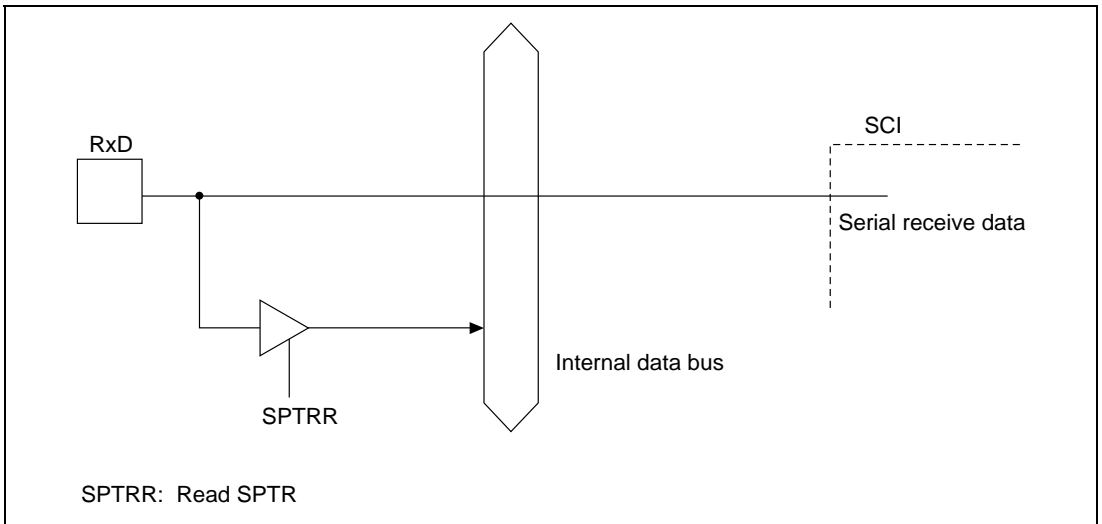 RxD
SCI
Serial receive data
Internal data bus
SPTRR
SPTRR: Read SPTR